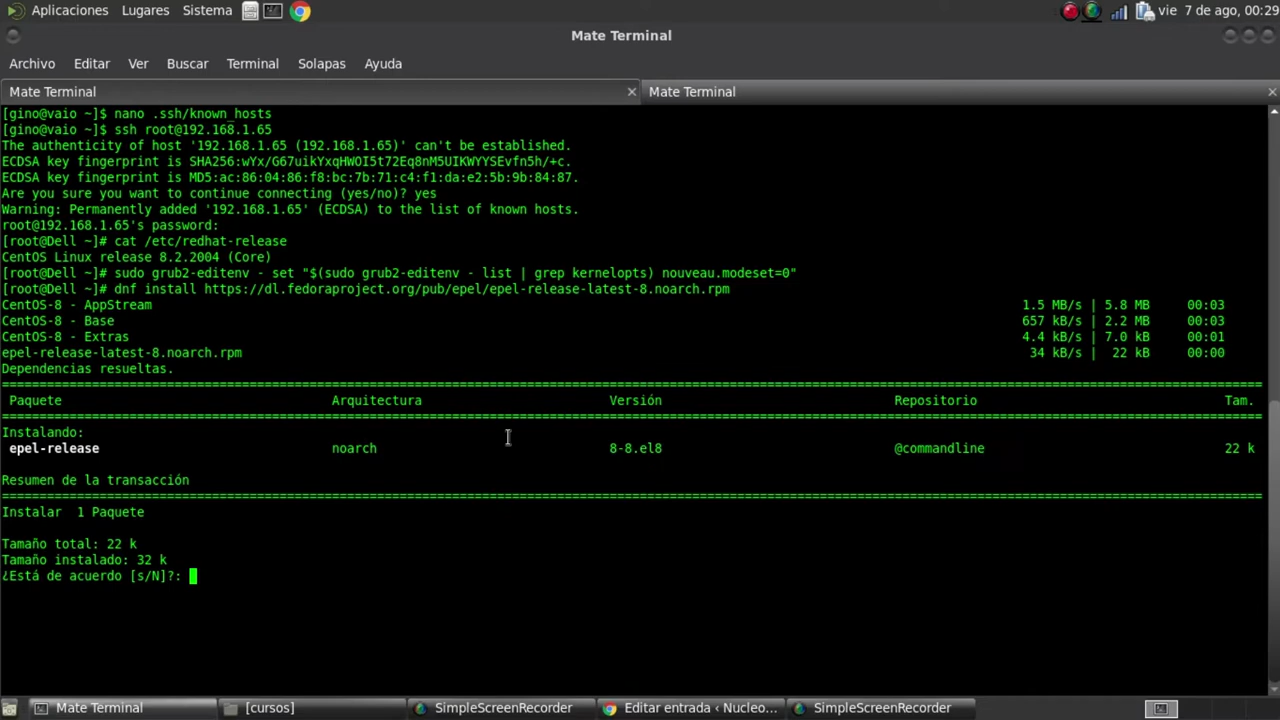 Aplicaciones Lugares Sistema vie 7 de ago, 00:29
Mate Terminal
Archivo Editar Ver Buscar Terminal Solapas Ayuda
Mate Terminal Mate Terminal
[gino@vaio ~]$ nano .ssh/known_hosts
[gino@vaio ~]$ ssh root@192.168.1.65
The authenticity of host '192.168.1.65 (192.168.1.65)' can't be established.
ECDSA key fingerprint is SHA256:wYx/G67uikYxqHWOI5t72Eq8nM5UIKWYYSEvfn5h/+c.
ECDSA key fingerprint is MD5:ac:86:04:86:f8:bc:7b:71:c4:f1:da:e2:5b:9b:84:87.
Are you sure you want to continue connecting (yes/no)? yes
Warning: Permanently added '192.168.1.65' (ECDSA) to the list of known hosts.
root@192.168.1.65's password:
[root@Dell ~]# cat /etc/redhat-release
CentOS Linux release 8.2.2004 (Core)
[root@Dell ~]# sudo grub2-editenv - set "$(sudo grub2-editenv - list | grep kernelopts) nouveau.modeset=0"
[root@Dell ~]# dnf install https://dl.fedoraproject.org/pub/epel/epel-release-latest-8.noarch.rpm
CentOS-8 - AppStream 1.5 MB/s | 5.8 MB 00:03
CentOS-8 - Base 657 kB/s | 2.2 MB 00:03
CentOS-8 - Extras 4.4 kB/s | 7.0 kB 00:01
epel-release-latest-8.noarch.rpm 34 kB/s | 22 kB 00:00
Dependencias resueltas.
Paquete Arquitectura Versión Repositorio Tam.
Instalando:
epel-release noarch 8-8.el8 @commandline 22 k
Resumen de la transacción
Instalar 1 Paquete
Tamaño total: 22 k
Tamaño instalado: 32 k
¿Está de acuerdo [s/N]?:
Mate Terminal [cursos] SimpleScreenRecorder Editar entrada ‹ Nucleo... SimpleScreenRecorder